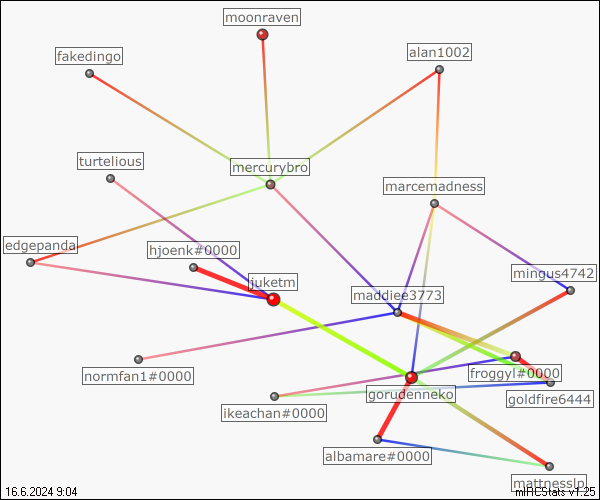 moonraven
fakedingo
alan1002
turtelious
mercurybro
marcemadness
edgepanda
hjoenk#0000
mingus4742
juketm
maddiee3773
normfan1#0000
froggyl#0000
gorudenneko
goldfire6444
ikeachan#0000
albamare#0000
mattnesslp
16.6.2024 9:04
mIRCStats v1.25